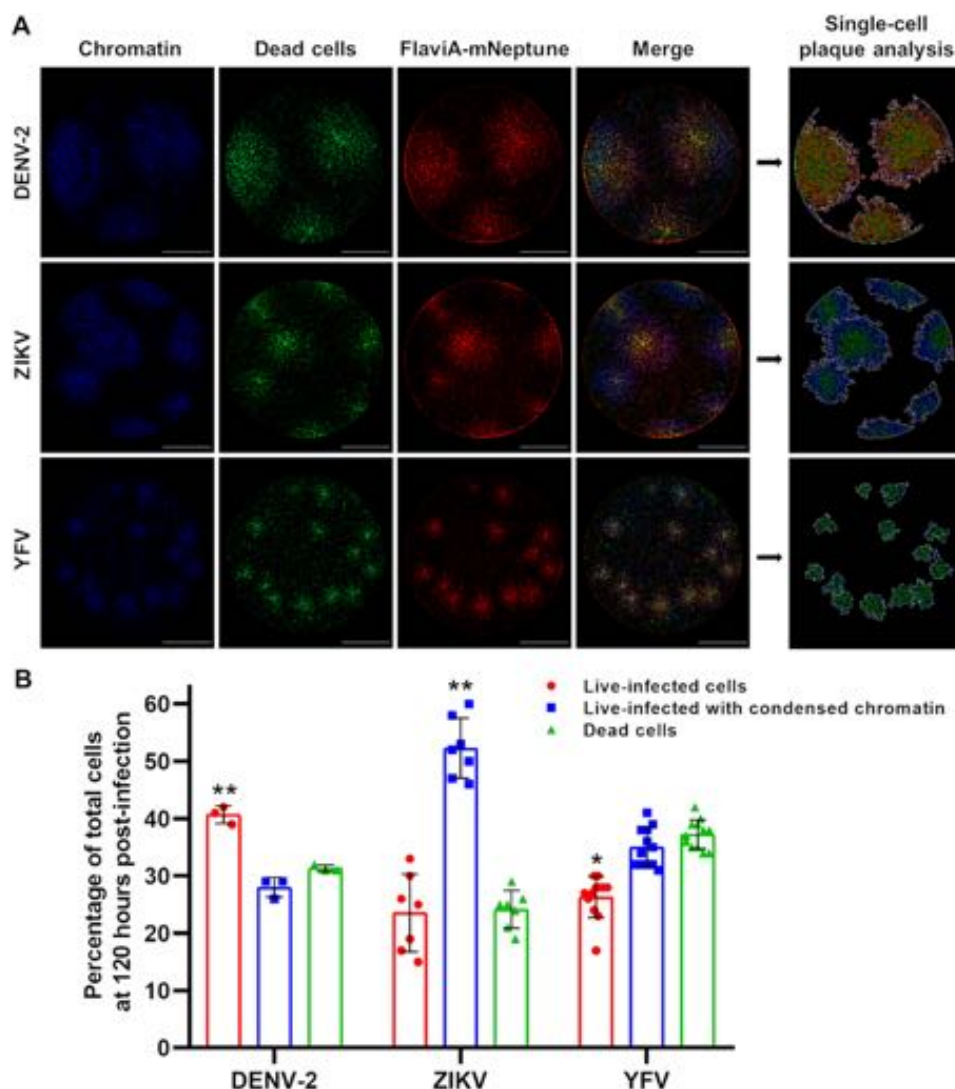 A
Chromatin
Dead cells
FlaviA-mNeptune
Merge
Single-cell
plaque analysis
DENV-2
ZIKV
YFV
B
Percentage of total cells
at 120 hours post-infection
60
50
40
30
20
10
0
**
**
*
Live-infected cells
Live-infected with condensed chromatin
Dead cells
DENV-2
ZIKV
YFV